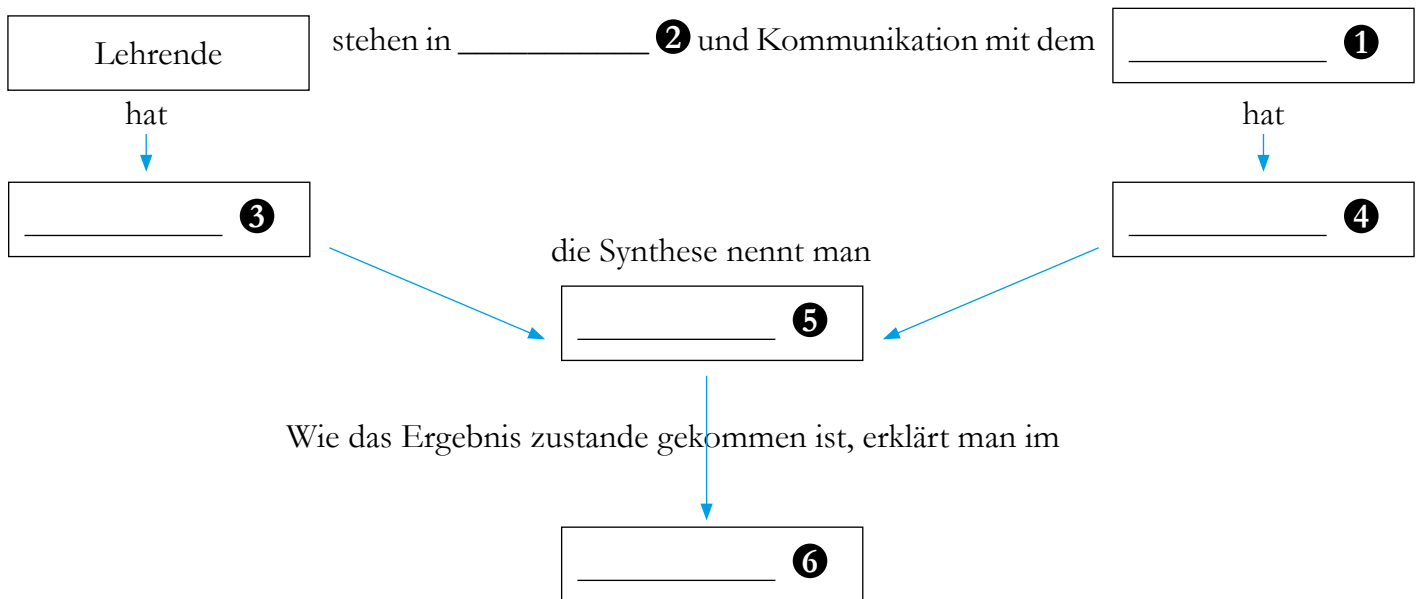 Lehrende stehen in ____________ ❷ und Kommunikation mit dem ____________ ❶
hat hat
____________ ❸ ____________ ❹
die Synthese nennt man
____________ ❺
Wie das Ergebnis zustande gekommen ist, erklärt man im
____________ ❻